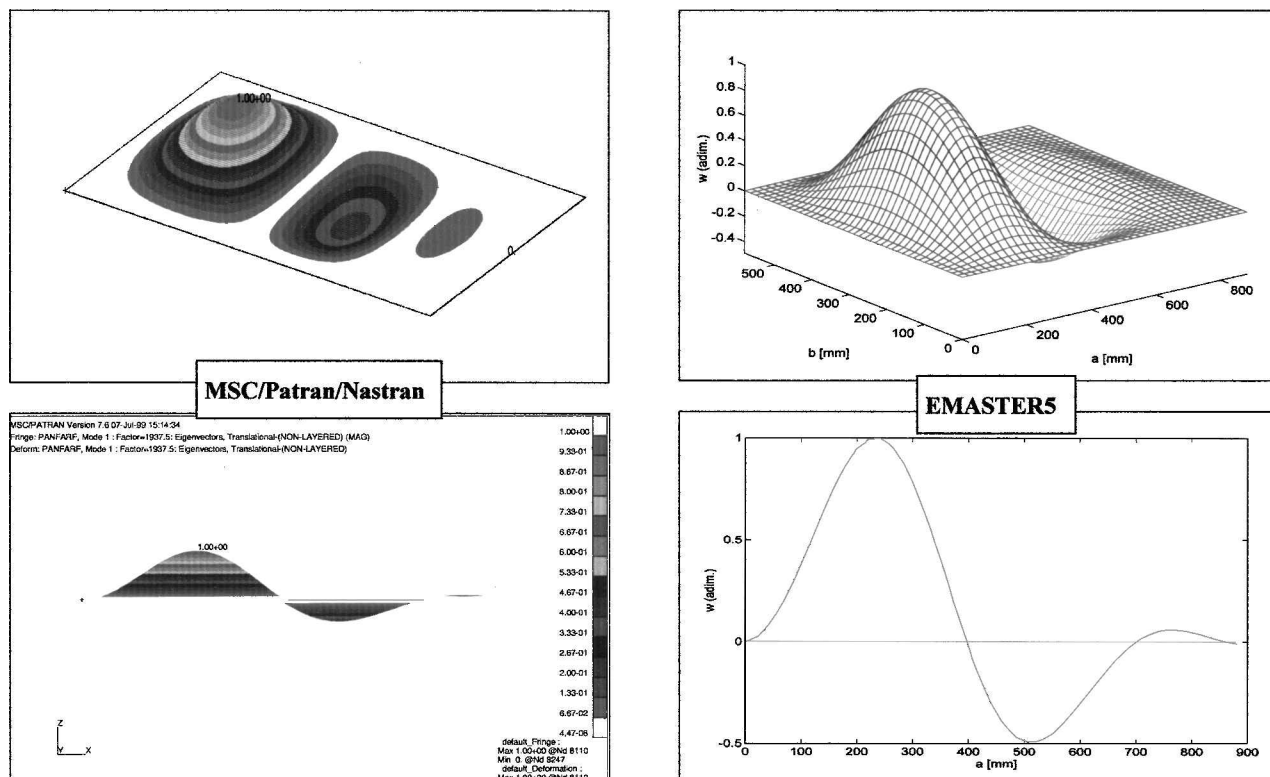 1.00+00
0.
MSC/Patran/Nastran
MSC/PATRAN Version 7.6 07-Jul-99 15:14:34
Fringe: PANFARF, Mode 1 : Factor=1937.5: Eigenvectors, Translational-(NON-LAYERED) (MAG)
Deform: PANFARF, Mode 1 : Factor=1937.5: Eigenvectors, Translational-(NON-LAYERED)
1.00+00
9.33-01
8.67-01
8.00-01
7.33-01
6.67-01
6.00-01
5.33-01
4.67-01
4.00-01
3.33-01
2.67-01
2.00-01
1.33-01
6.67-02
4.47-08
1.00+00
Z
Y X
default_Fringe :
Max 1.00+00 @Nd 8110
Min 0. @Nd 8247
default_Deformation :
Max 1.00+00 @Nd 8110
w (adim.)
1
0.8
0.6
0.4
0.2
0
-0.2
-0.4
500
400
300
200
100
0
b [mm]
0
200
400
600
800
a [mm]
EMASTER5
w (adim.)
1
0.5
0
-0.5
0 100 200 300 400 500 600 700 800 900
a [mm]